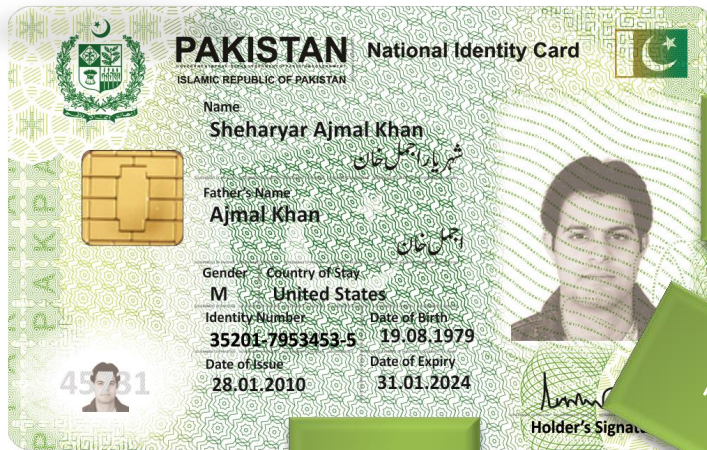 PAKISTAN National Identity Card
ISLAMIC REPUBLIC OF PAKISTAN
Name
Sheharyar Ajmal Khan
شہریار اجمل خان
Father's Name
Ajmal Khan
اجمل خان
Gender Country of Stay
M United States
Identity Number Date of Birth
35201-7953453-5 19.08.1979
Date of Issue Date of Expiry
28.01.2010 31.01.2024
Holder's